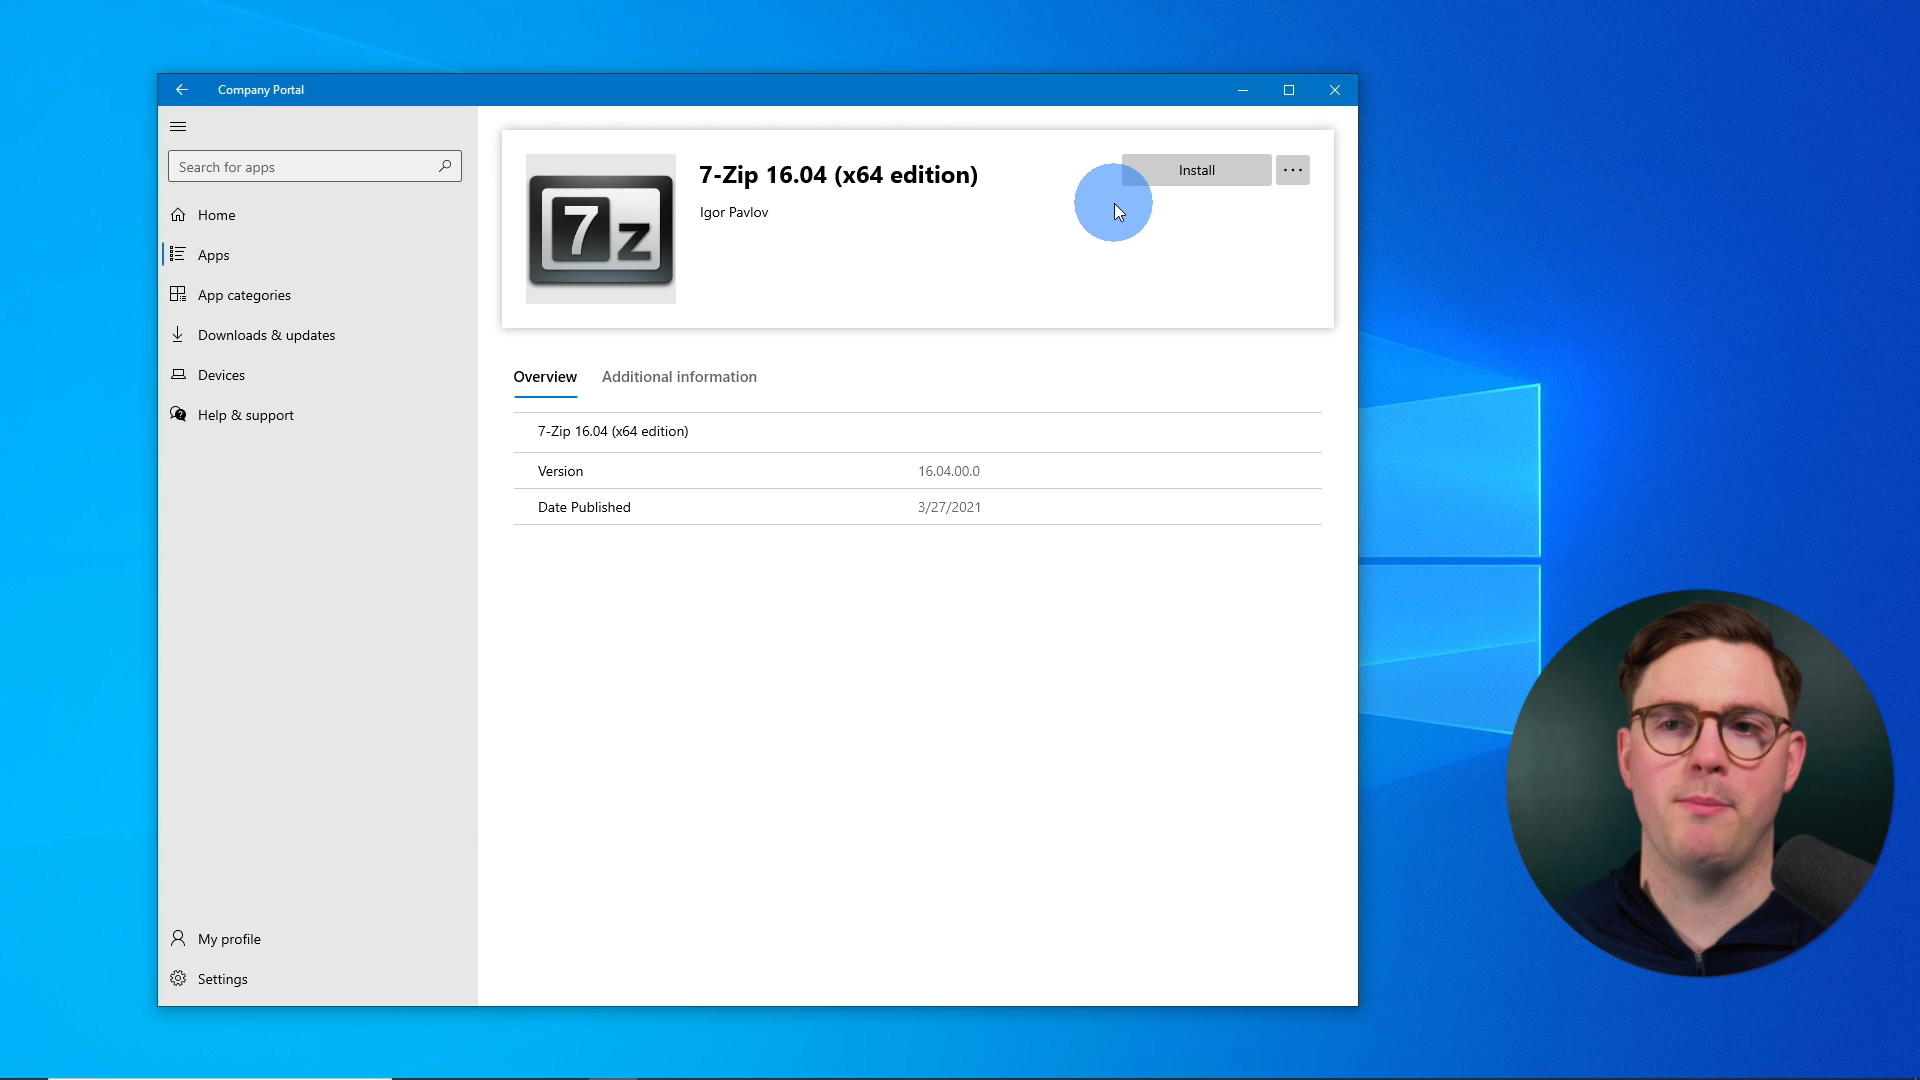 Company Portal
Search for apps
Home
Apps
App categories
Downloads & updates
Devices
Help & support
My profile
Settings
7z
7-Zip 16.04 (x64 edition)
Igor Pavlov
Install
Overview
Additional information
7-Zip 16.04 (x64 edition)
Version 16.04.00.0
Date Published 3/27/2021